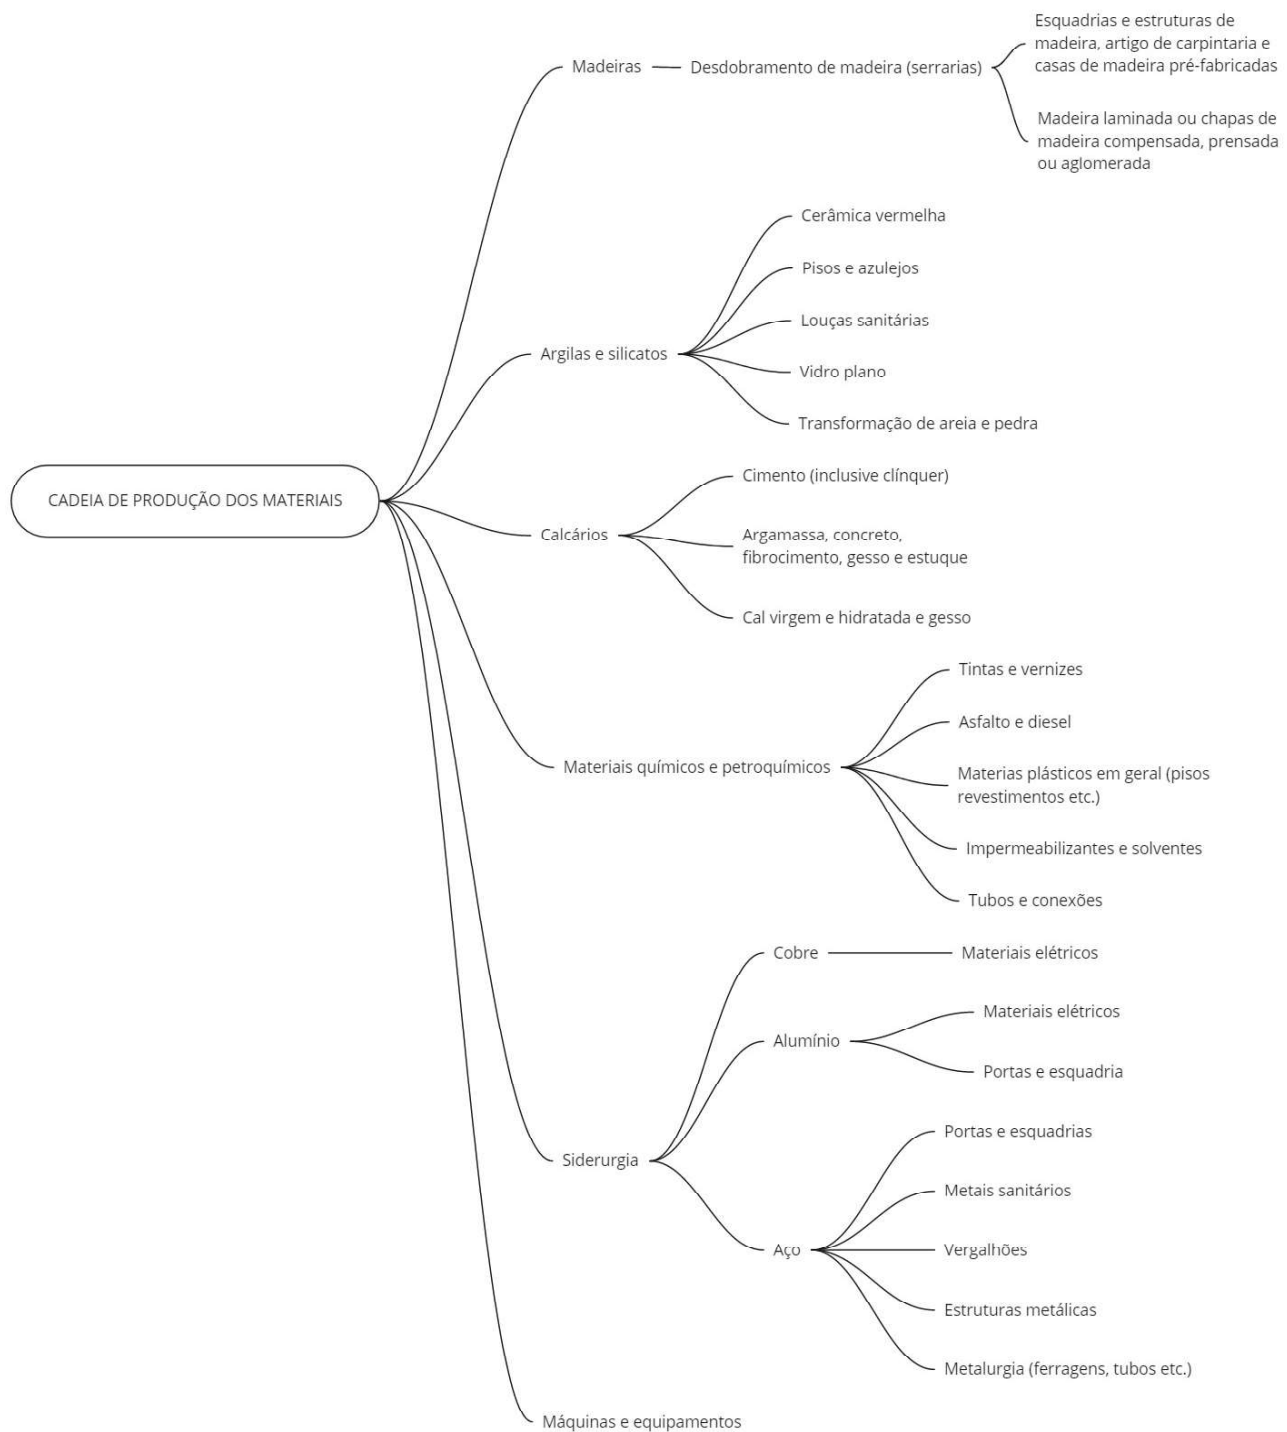 Esquadrias e estruturas de
madeira, artigo de carpintaria e
casas de madeira pré-fabricadas
Madeiras
Desdobramento de madeira (serrarias)
Madeira laminada ou chapas de
madeira compensada, prensada
ou aglomerada
Cerâmica vermelha
Pisos e azulejos
Louças sanitárias
Argilas e silicatos
Vidro plano
Transformação de areia e pedra
CADEIA DE PRODUÇÃO DOS MATERIAIS
Cimento (inclusive clínquer)
Calcários
Argamassa, concreto,
fibrocimento, gesso e estuque
Cal virgem e hidratada e gesso
Tintas e vernizes
Asfalto e diesel
Materiais químicos e petroquímicos
Materias plásticos em geral (pisos
revestimentos etc.)
Impermeabilizantes e solventes
Tubos e conexões
Cobre
Materiais elétricos
Alumínio
Materiais elétricos
Portas e esquadria
Siderurgia
Portas e esquadrias
Metais sanitários
Aço
Vergalhões
Estruturas metálicas
Metalurgia (ferragens, tubos etc.)
Máquinas e equipamentos